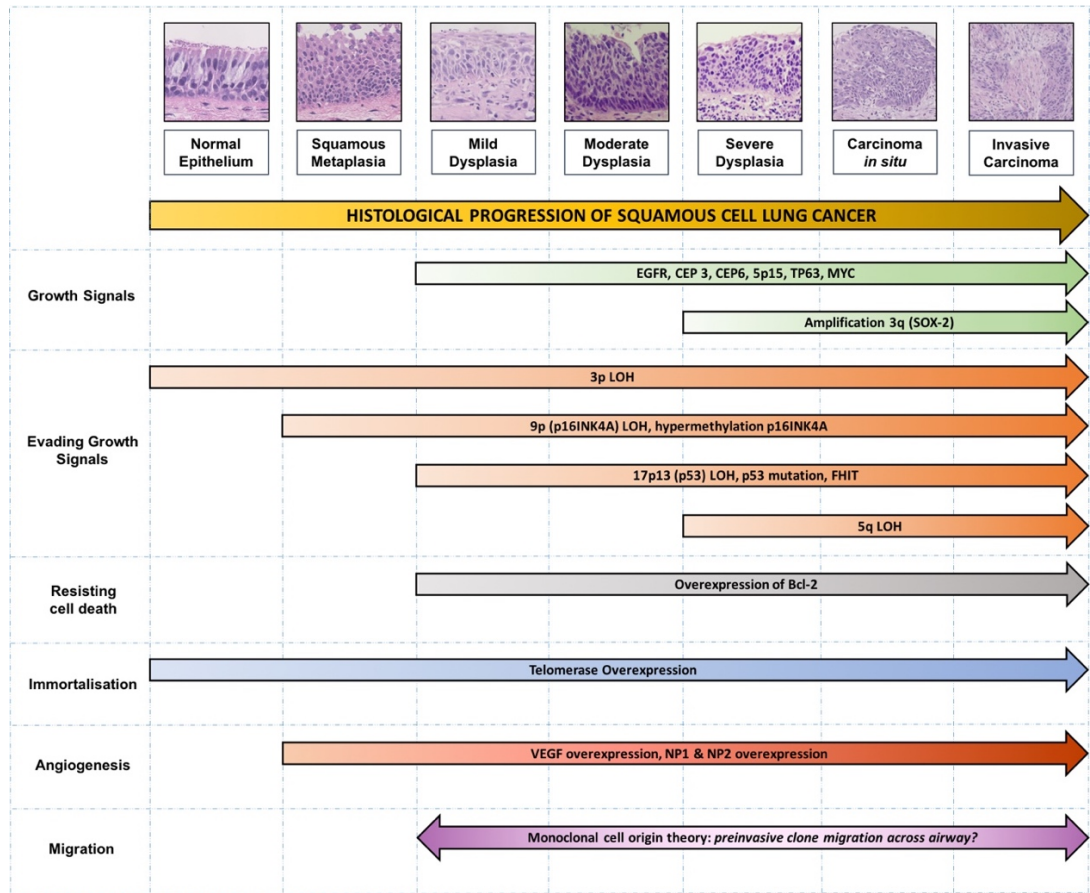 Normal
Epithelium
Squamous
Metaplasia
Mild
Dysplasia
Moderate
Dysplasia
Severe
Dysplasia
Carcinoma
in situ
Invasive
Carcinoma
HISTOLOGICAL PROGRESSION OF SQUAMOUS CELL LUNG CANCER
Growth Signals
EGFR, CEP 3, CEP6, 5p15, TP63, MYC
Amplification 3q (SOX-2)
Evading Growth
Signals
3p LOH
9p (p16INK4A) LOH, hypermethylation p16INK4A
17p13 (p53) LOH, p53 mutation, FHIT
5q LOH
Resisting
cell death
Overexpression of Bcl-2
Immortalisation
Telomerase Overexpression
Angiogenesis
VEGF overexpression, NP1 & NP2 overexpression
Migration
Monoclonal cell origin theory: preinvasive clone migration across airway?